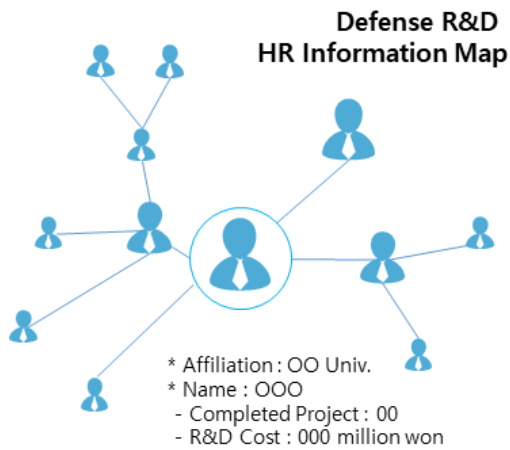 Defense R&D
HR Information Map
* Affiliation : OO Univ.
* Name : OOO
- Completed Project : 00
- R&D Cost : 000 million won